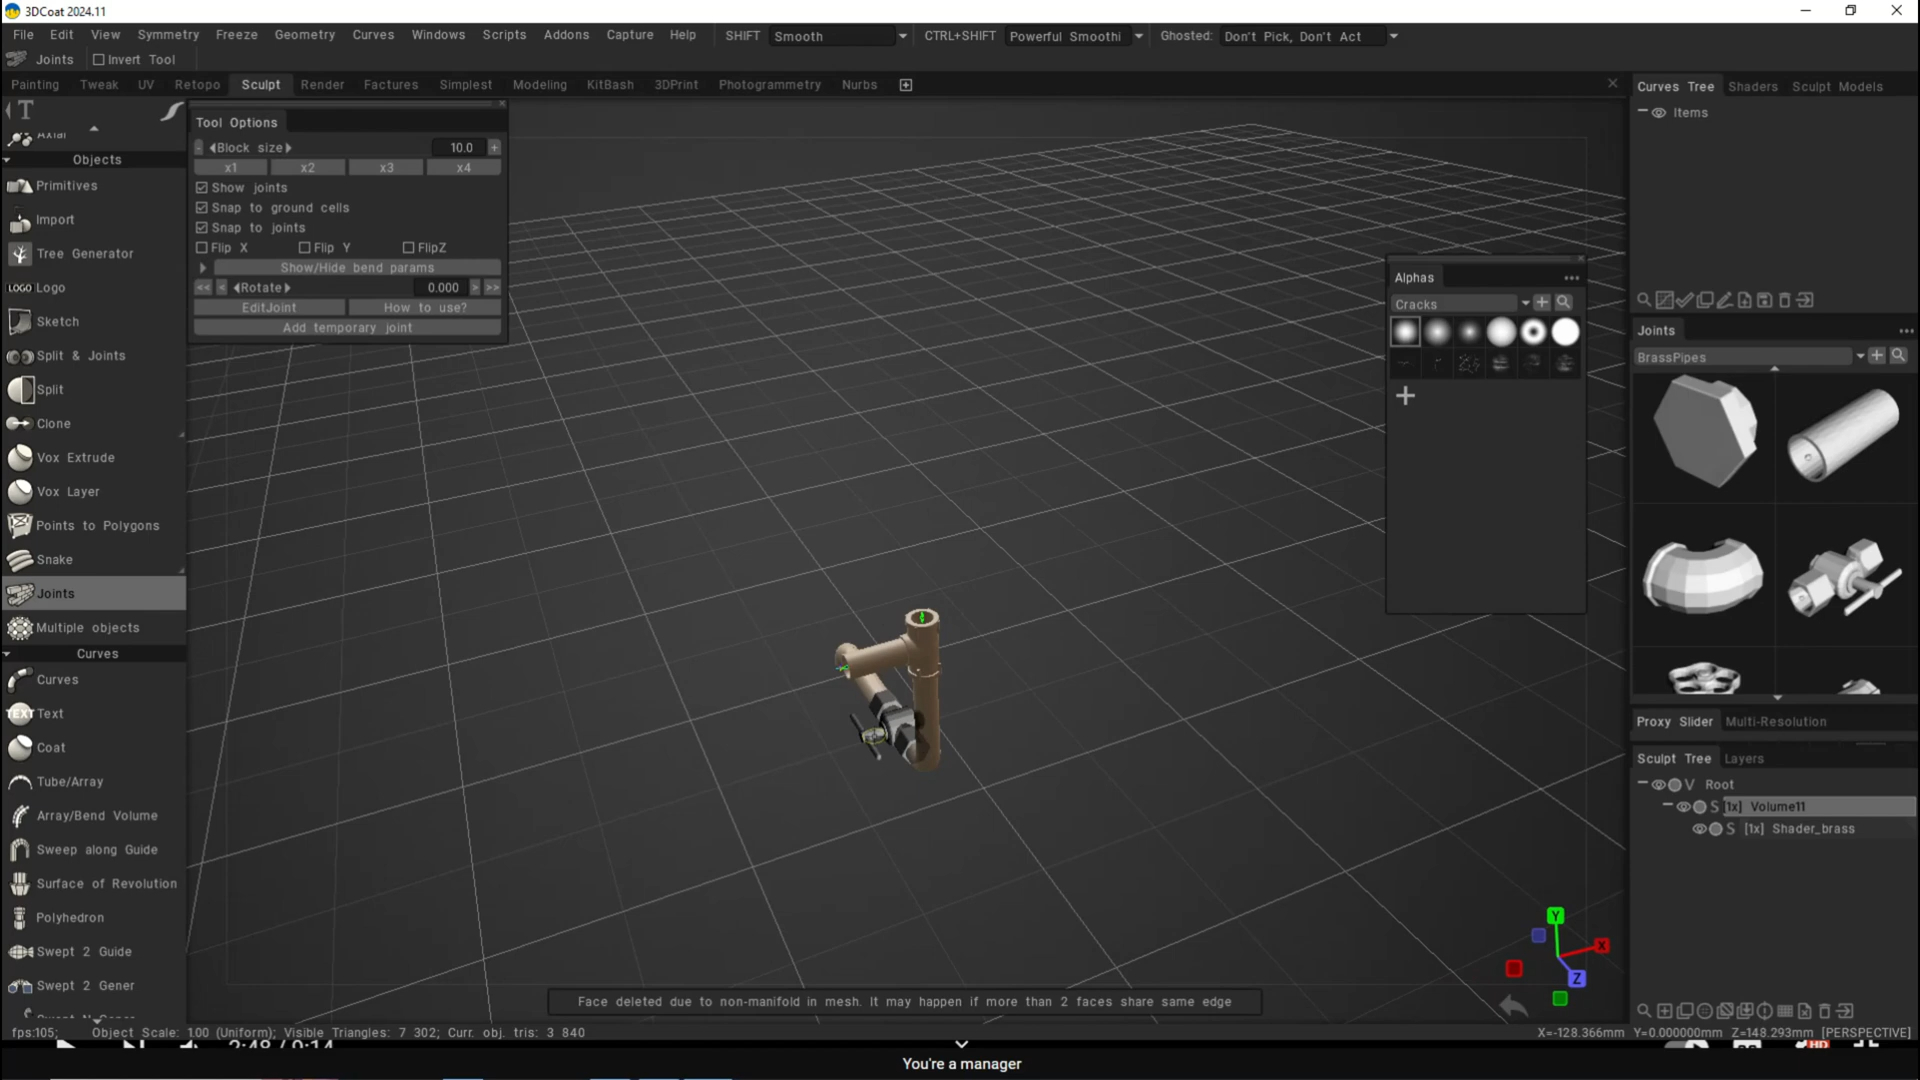 3DCoat 2024.11
File Edit View Symmetry Freeze Geometry Curves Windows Scripts Addons Capture Help SHIFT Smooth CTRL+SHIFT Powerful Smoothi Ghosted: Don't Pick, Don't Act
Joints Invert Tool
Painting Tweak UV Retopo Sculpt Render Factures Simplest Modeling KitBash 3DPrint Photogrammetry Nurbs
T
Axial
Objects
Primitives
Import
Tree Generator
LOGO Logo
Sketch
Split & Joints
Split
Clone
Vox Extrude
Vox Layer
Points to Polygons
Snake
Joints
Multiple objects
Curves
Curves
TEXT Text
Coat
Tube/Array
Array/Bend Volume
Sweep along Guide
Surface of Revolution
Polyhedron
Swept 2 Guide
Swept 2 Gener
Tool Options
- Block size 10.0 +
x1 x2 x3 x4
Show joints
Snap to ground cells
Snap to joints
Flip X Flip Y FlipZ
Show/Hide bend params
<< < Rotate 0.000 > >>
EditJoint How to use?
Add temporary joint
Alphas
Cracks
Curves Tree Shaders Sculpt Models
Items
Joints
BrassPipes
Proxy Slider Multi-Resolution
Sculpt Tree Layers
V Root
S [1x] Volume11
S [1x] Shader_brass
Y
X
Z
Face deleted due to non-manifold in mesh. It may happen if more than 2 faces share same edge
fps:105; Object Scale: 100 (Uniform); Visible Triangles: 7 302; Curr. obj. tris: 3 840 X=-128.366mm Y=0.000000mm Z=148.293mm [PERSPECTIVE]
HD
You're a manager